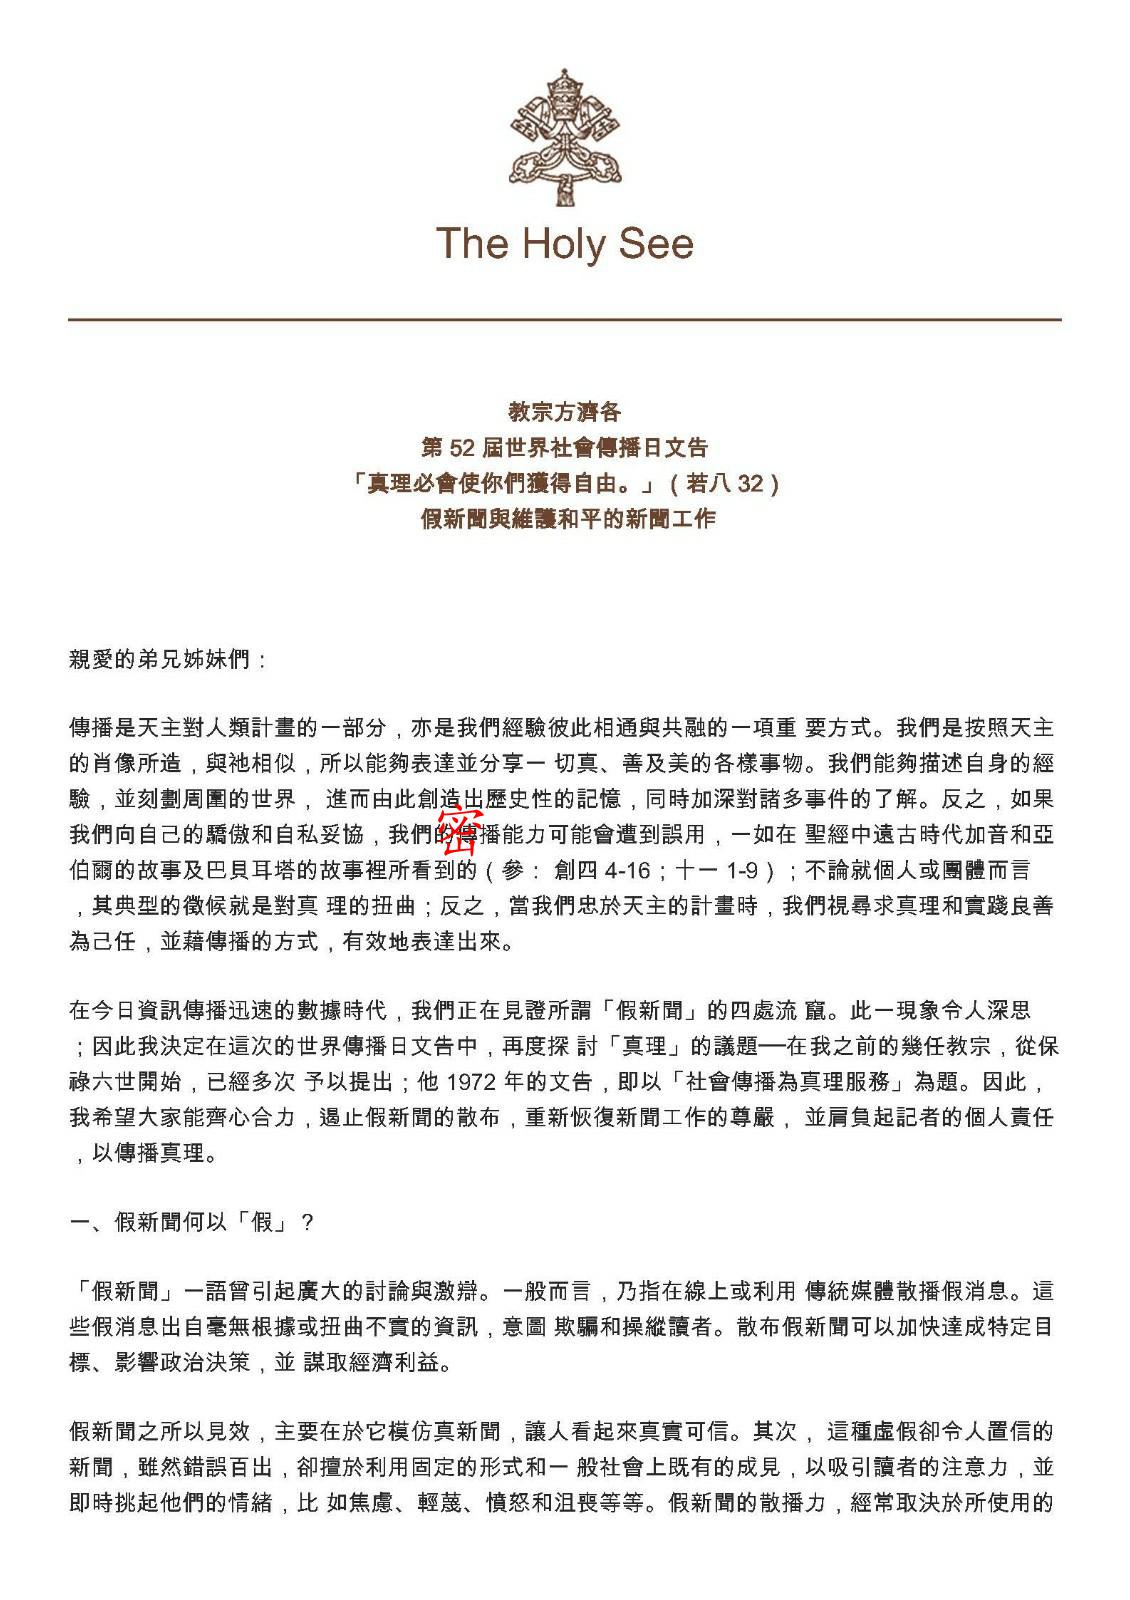 The Holy See
教宗方濟各
第 52 屆世界社會傳播日文告
「真理必會使你們獲得自由。」（若八 32）
假新聞與維護和平的新聞工作
親愛的弟兄姊妹們：
傳播是天主對人類計畫的一部分，亦是我們經驗彼此相通與共融的一項重 要方式。我們是按照天主
的肖像所造，與祂相似，所以能夠表達並分享一 切真、善及美的各樣事物。我們能夠描述自身的經
驗，並刻劃周圍的世界， 進而由此創造出歷史性的記憶，同時加深對諸多事件的了解。反之，如果
我們向自己的驕傲和自私妥協，我們的傳播能力可能會遭到誤用，一如在 聖經中遠古時代加音和亞
密
伯爾的故事及巴貝耳塔的故事裡所看到的（參： 創四 4-16；十一 1-9）；不論就個人或團體而言
，其典型的徵候就是對真 理的扭曲；反之，當我們忠於天主的計畫時，我們視尋求真理和實踐良善
為己任，並藉傳播的方式，有效地表達出來。
在今日資訊傳播迅速的數據時代，我們正在見證所謂「假新聞」的四處流 竄。此一現象令人深思
；因此我決定在這次的世界傳播日文告中，再度探 討「真理」的議題──在我之前的幾任教宗，從保
祿六世開始，已經多次 予以提出；他 1972 年的文告，即以「社會傳播為真理服務」為題。因此，
我希望大家能齊心合力，遏止假新聞的散布，重新恢復新聞工作的尊嚴， 並肩負起記者的個人責任
，以傳播真理。
一、假新聞何以「假」？
「假新聞」一語曾引起廣大的討論與激辯。一般而言，乃指在線上或利用 傳統媒體散播假消息。這
些假消息出自毫無根據或扭曲不實的資訊，意圖 欺騙和操縱讀者。散布假新聞可以加快達成特定目
標、影響政治決策，並 謀取經濟利益。
假新聞之所以見效，主要在於它模仿真新聞，讓人看起來真實可信。其次， 這種虛假卻令人置信的
新聞，雖然錯誤百出，卻擅於利用固定的形式和一 般社會上既有的成見，以吸引讀者的注意力，並
即時挑起他們的情緒，比 如焦慮、輕蔑、憤怒和沮喪等等。假新聞的散播力，經常取決於所使用的